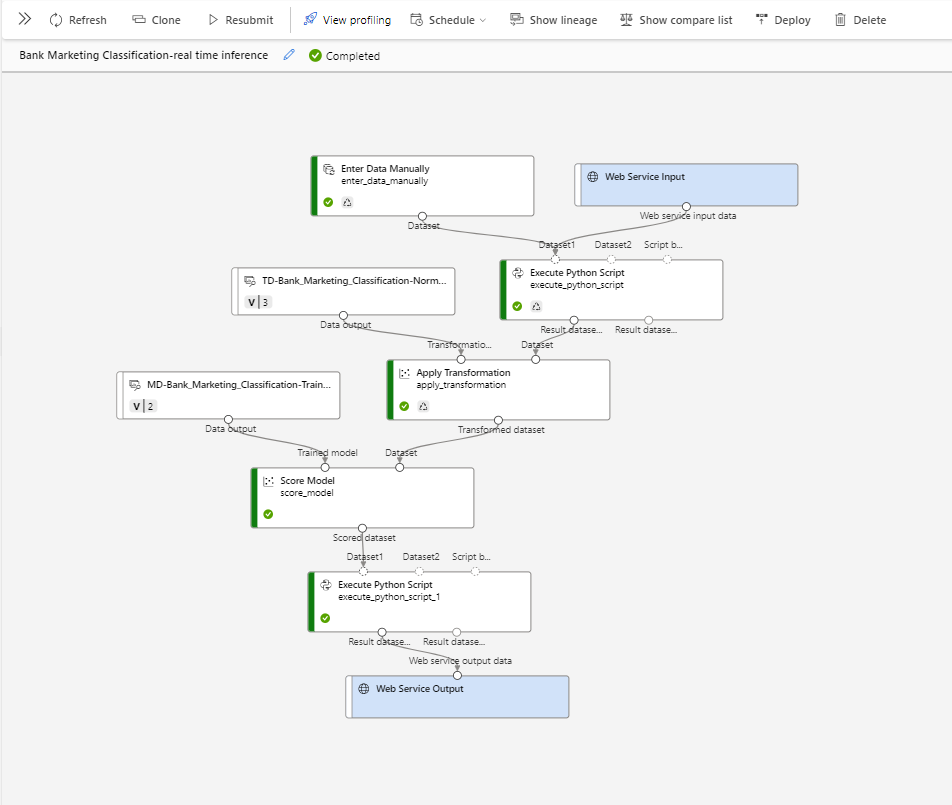 Refresh Clone Resubmit View profiling Schedule Show lineage Show compare list Deploy Delete
Bank Marketing Classification-real time inference Completed
Enter Data Manually
enter_data_manually
Dataset
Web Service Input
Web service input data
Dataset1 Dataset2 Script b...
Execute Python Script
execute_python_script
Result datase... Result datase...
TD-Bank_Marketing_Classification-Norm...
V 3
Data output
Transformatio... Dataset
Apply Transformation
apply_transformation
Transformed dataset
MD-Bank_Marketing_Classification-Train...
V 2
Data output
Trained model Dataset
Score Model
score_model
Scored dataset
Dataset1 Dataset2 Script b...
Execute Python Script
execute_python_script_1
Result datase... Result datase...
Web service output data
Web Service Output